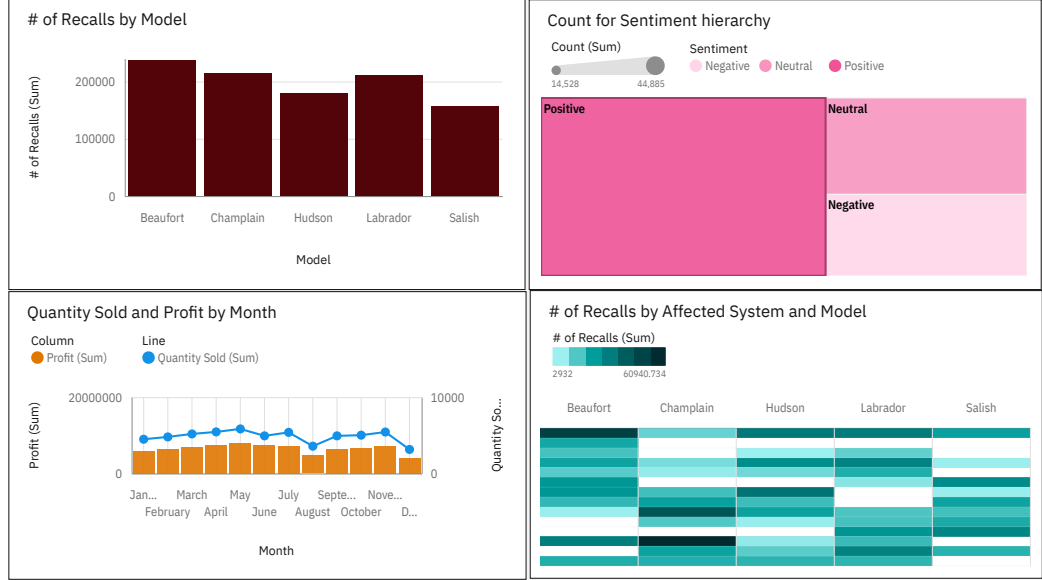 # of Recalls by Model
# of Recalls (Sum)
200000
100000
0
Beaufort Champlain Hudson Labrador Salish
Model
Count for Sentiment hierarchy
Count (Sum)
14,528 44,885
Sentiment
Negative Neutral Positive
Positive
Neutral
Negative
Quantity Sold and Profit by Month
Column
Profit (Sum)
Line
Quantity Sold (Sum)
Profit (Sum)
20000000
0
10000
0
Quantity So...
Jan... March May July Septe... Nove...
February April June August October D...
Month
# of Recalls by Affected System and Model
# of Recalls (Sum)
2932 60940.734
Beaufort Champlain Hudson Labrador Salish